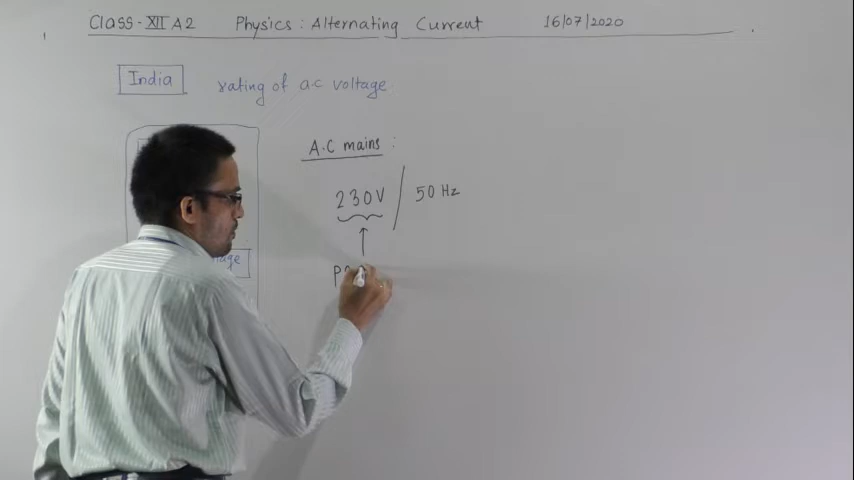 Class - XII A2 Physics : Alternating Current 16/07/2020
India rating of a.c voltage
A.C mains :
230V / 50 Hz